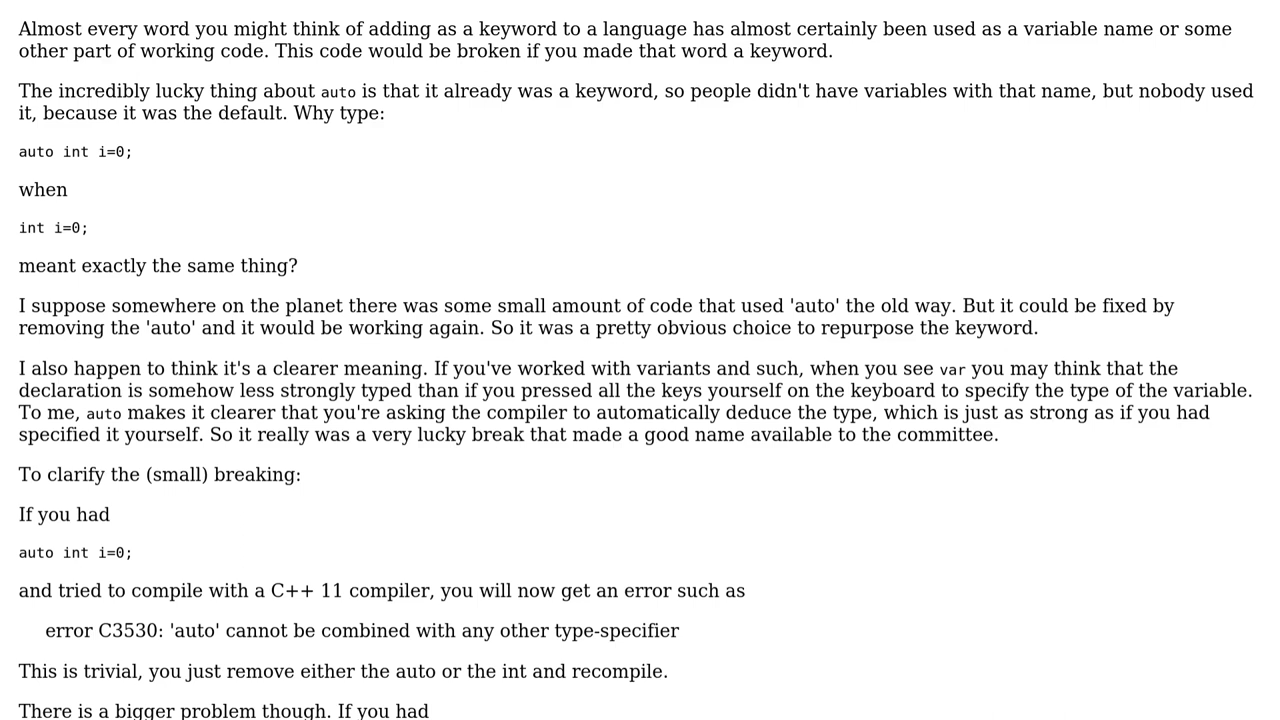 Almost every word you might think of adding as a keyword to a language has almost certainly been used as a variable name or some
other part of working code. This code would be broken if you made that word a keyword.
The incredibly lucky thing about auto is that it already was a keyword, so people didn't have variables with that name, but nobody used
it, because it was the default. Why type:
auto int i=0;
when
int i=0;
meant exactly the same thing?
I suppose somewhere on the planet there was some small amount of code that used 'auto' the old way. But it could be fixed by
removing the 'auto' and it would be working again. So it was a pretty obvious choice to repurpose the keyword.
I also happen to think it's a clearer meaning. If you've worked with variants and such, when you see var you may think that the
declaration is somehow less strongly typed than if you pressed all the keys yourself on the keyboard to specify the type of the variable.
To me, auto makes it clearer that you're asking the compiler to automatically deduce the type, which is just as strong as if you had
specified it yourself. So it really was a very lucky break that made a good name available to the committee.
To clarify the (small) breaking:
If you had
auto int i=0;
and tried to compile with a C++ 11 compiler, you will now get an error such as
error C3530: 'auto' cannot be combined with any other type-specifier
This is trivial, you just remove either the auto or the int and recompile.
There is a bigger problem though. If you had